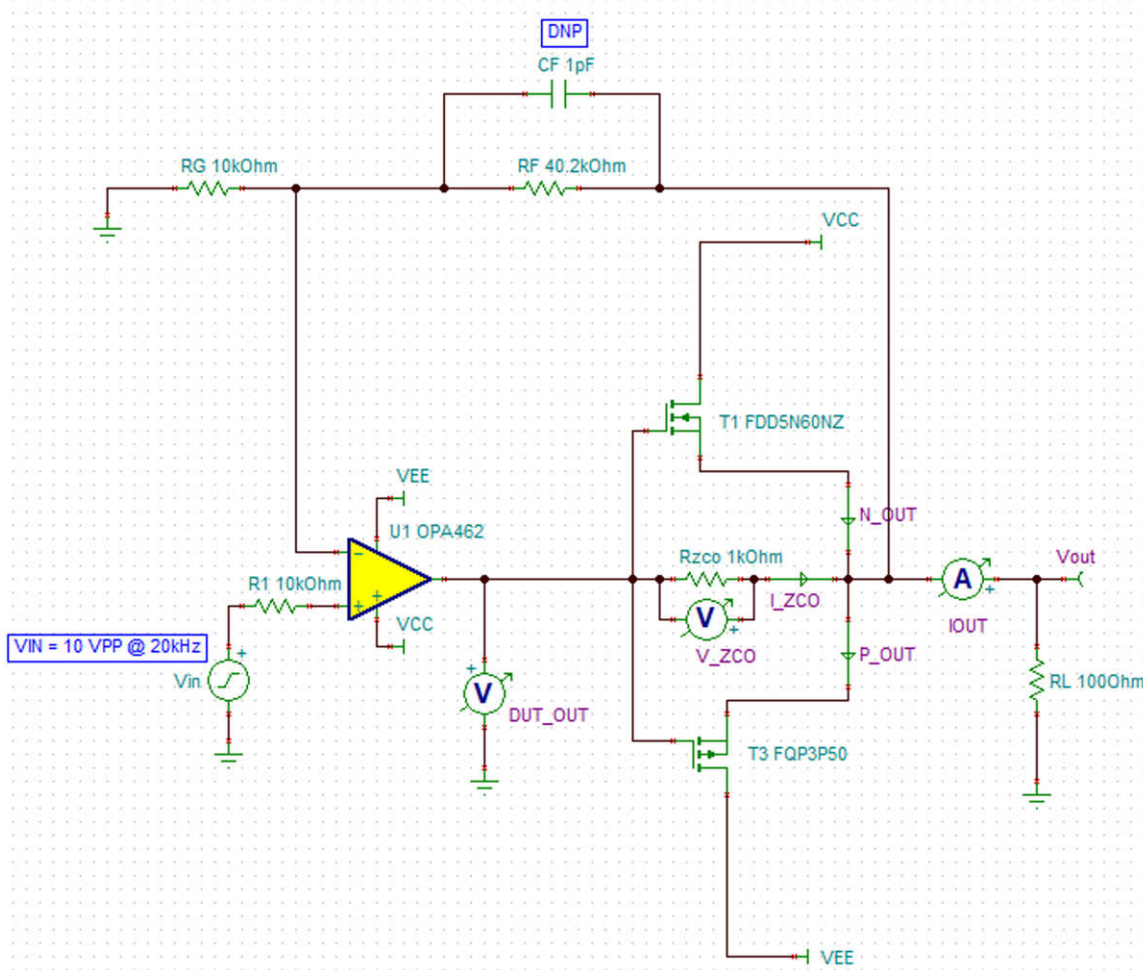 DNP
CF 1pF
RG 10kOhm
RF 40.2kOhm
VCC
T1 FDD5N60NZ
VEE
U1 OPA462
N_OUT
Rzco 1kOhm
Vout
R1 10kOhm
A
I_ZCO
VCC
V
IOUT
VIN = 10 VPP @ 20kHz
V_ZCO
P_OUT
Vin
V
RL 100Ohm
DUT_OUT
T3 FQP3P50
VEE